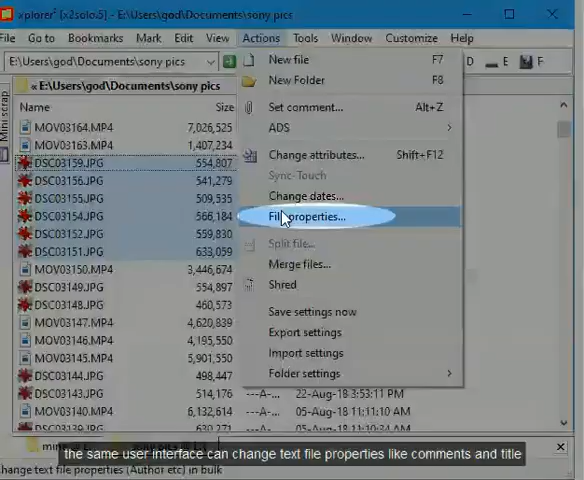 xplorer² [x2solo:5] - E:\Users\god\Documents\sony pics
File Go Bookmarks Mark Edit View Actions Tools Window Customize Help
E:\Users\god\Documents\sony pics D E F
« E:\Users\god\Documents\sony pics
Name Size
MOV03164.MP4 7,026,525
MOV03163.MP4 1,407,234
DSC03159.JPG 554,807
DSC03156.JPG 541,279
DSC03155.JPG 509,535
DSC03154.JPG 566,184
DSC03152.JPG 559,830
DSC03151.JPG 633,059
MOV03150.MP4 3,446,674
DSC03149.JPG 554,897
DSC03148.JPG 460,573
MOV03147.MP4 4,620,839
MOV03146.MP4 4,195,550
MOV03145.MP4 5,901,550
DSC03144.JPG 498,447
DSC03143.JPG 514,176 ---A-... 22-Aug-18 3:53:11 PM
MOV03140.MP4 6,132,614 ---A-... 05-Aug-18 11:11:10 AM
Mini scrap
New file F7
New Folder F8
Set comment... Alt+Z
ADS
Change attributes... Shift+F12
Sync-Touch
Change dates...
File properties...
Split file...
Merge files...
Shred
Save settings now
Export settings
Import settings
Folder settings
the same user interface can change text file properties like comments and title
change text file properties (Author etc) in bulk